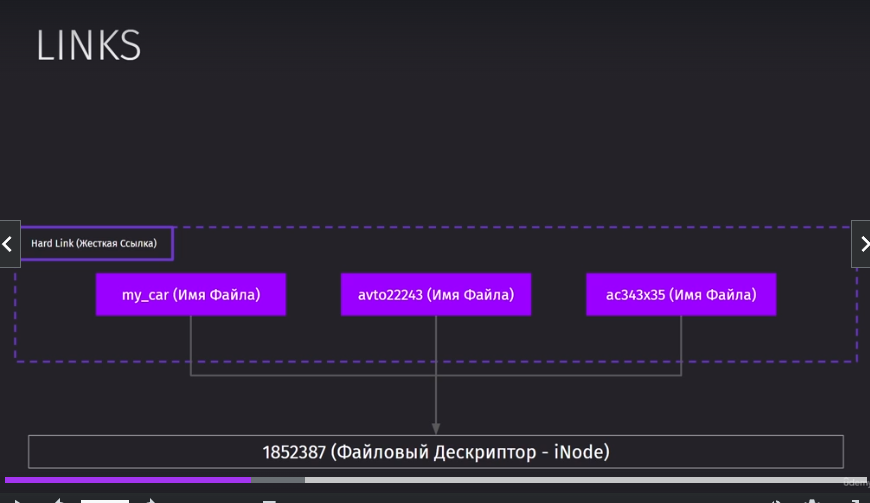 LINKS
Hard Link (Жесткая Ссылка)
my_car (Имя Файла)
avto22243 (Имя Файла)
ac343x35 (Имя Файла)
1852387 (Файловый Дескриптор - iNode)